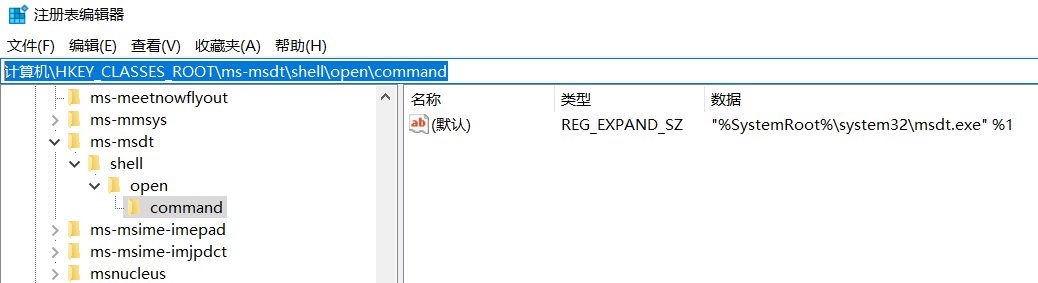 注册表编辑器
文件(F) 编辑(E) 查看(V) 收藏夹(A) 帮助(H)
计算机\HKEY_CLASSES_ROOT\ms-msdt\shell\open\command
ms-meetnowflyout
ms-mmsys
ms-msdt
shell
open
command
ms-msime-imepad
ms-msime-imjpdct
msnucleus
名称 类型 数据
ab (默认) REG_EXPAND_SZ "%SystemRoot%\system32\msdt.exe" %1